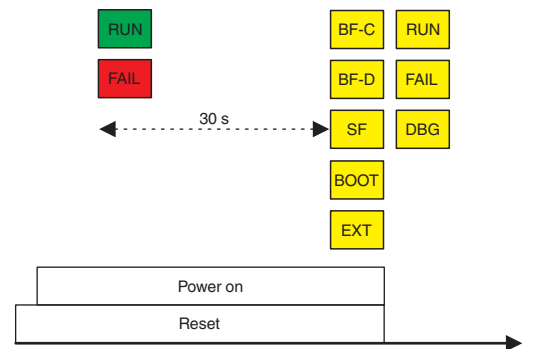 RUN BF-C RUN
FAIL BF-D FAIL
30 s SF DBG
BOOT
EXT
Power on
Reset